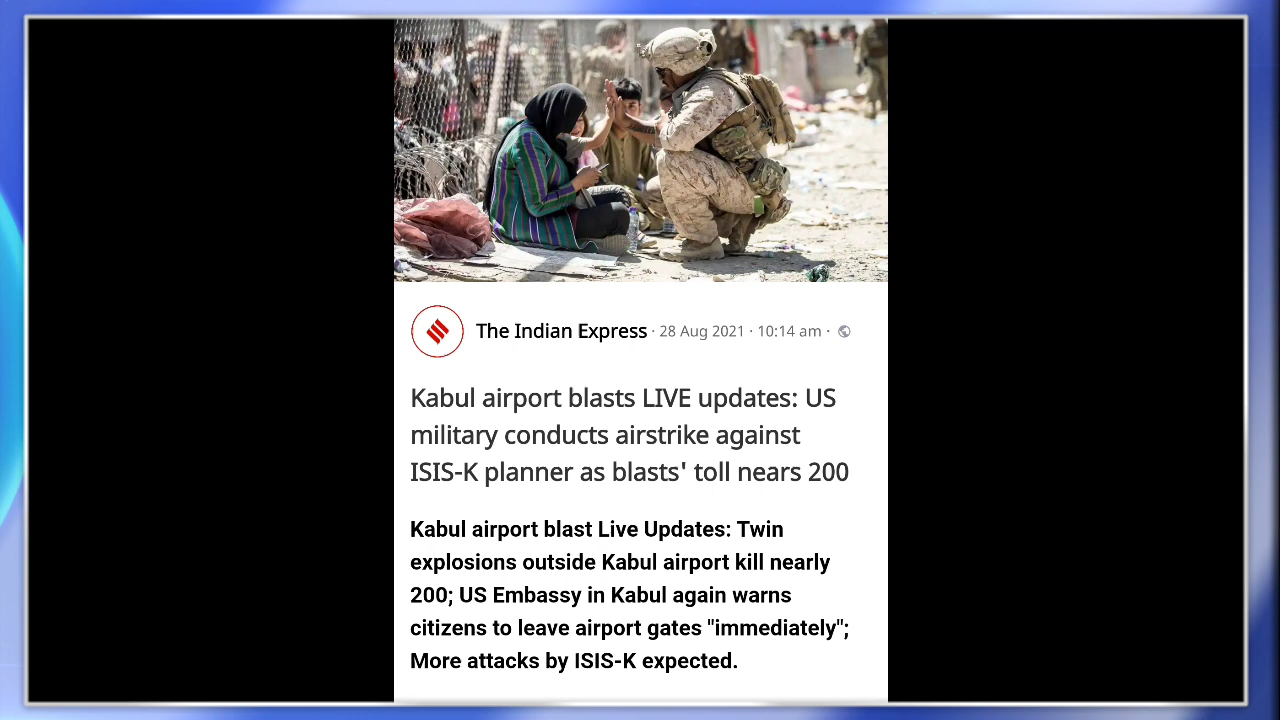 The Indian Express · 28 Aug 2021 · 10:14 am ·
Kabul airport blasts LIVE updates: US
military conducts airstrike against
ISIS-K planner as blasts' toll nears 200
Kabul airport blast Live Updates: Twin
explosions outside Kabul airport kill nearly
200; US Embassy in Kabul again warns
citizens to leave airport gates "immediately";
More attacks by ISIS-K expected.